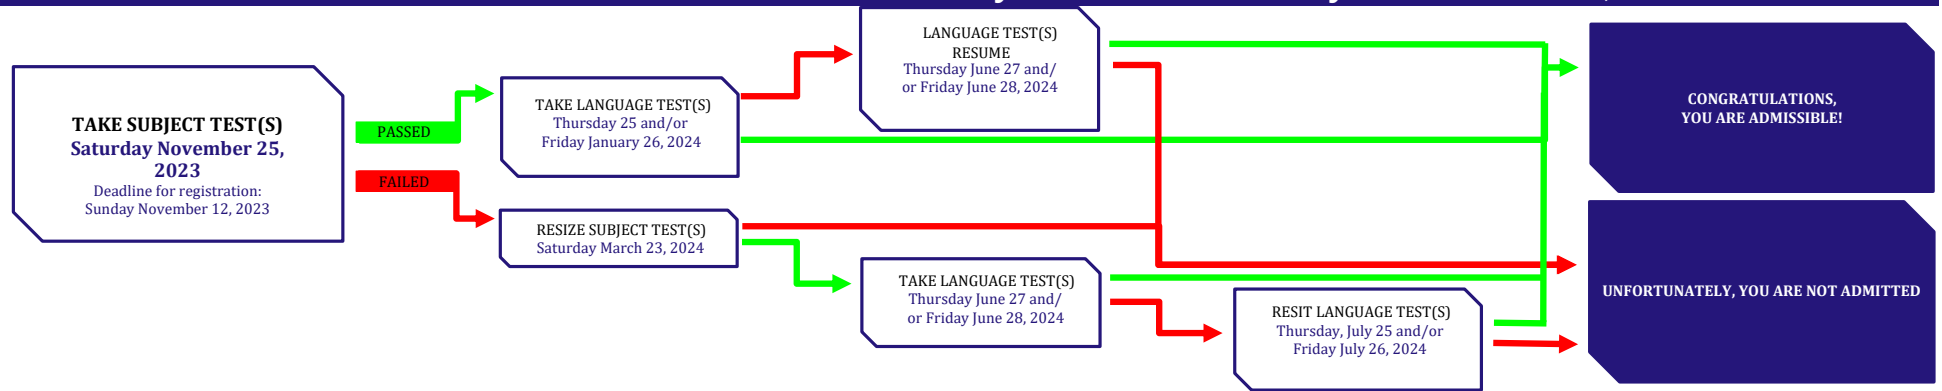 TAKE SUBJECT TEST(S)
Saturday November 25,
2023
Deadline for registration:
Sunday November 12, 2023
PASSED
FAILED
TAKE LANGUAGE TEST(S)
Thursday 25 and/or
Friday January 26, 2024
RESIZE SUBJECT TEST(S)
Saturday March 23, 2024
LANGUAGE TEST(S)
RESUME
Thursday June 27 and/
or Friday June 28, 2024
TAKE LANGUAGE TEST(S)
Thursday June 27 and/
or Friday June 28, 2024
RESIT LANGUAGE TEST(S)
Thursday, July 25 and/or
Friday July 26, 2024
CONGRATULATIONS,
YOU ARE ADMISSIBLE!
UNFORTUNATELY, YOU ARE NOT ADMITTED